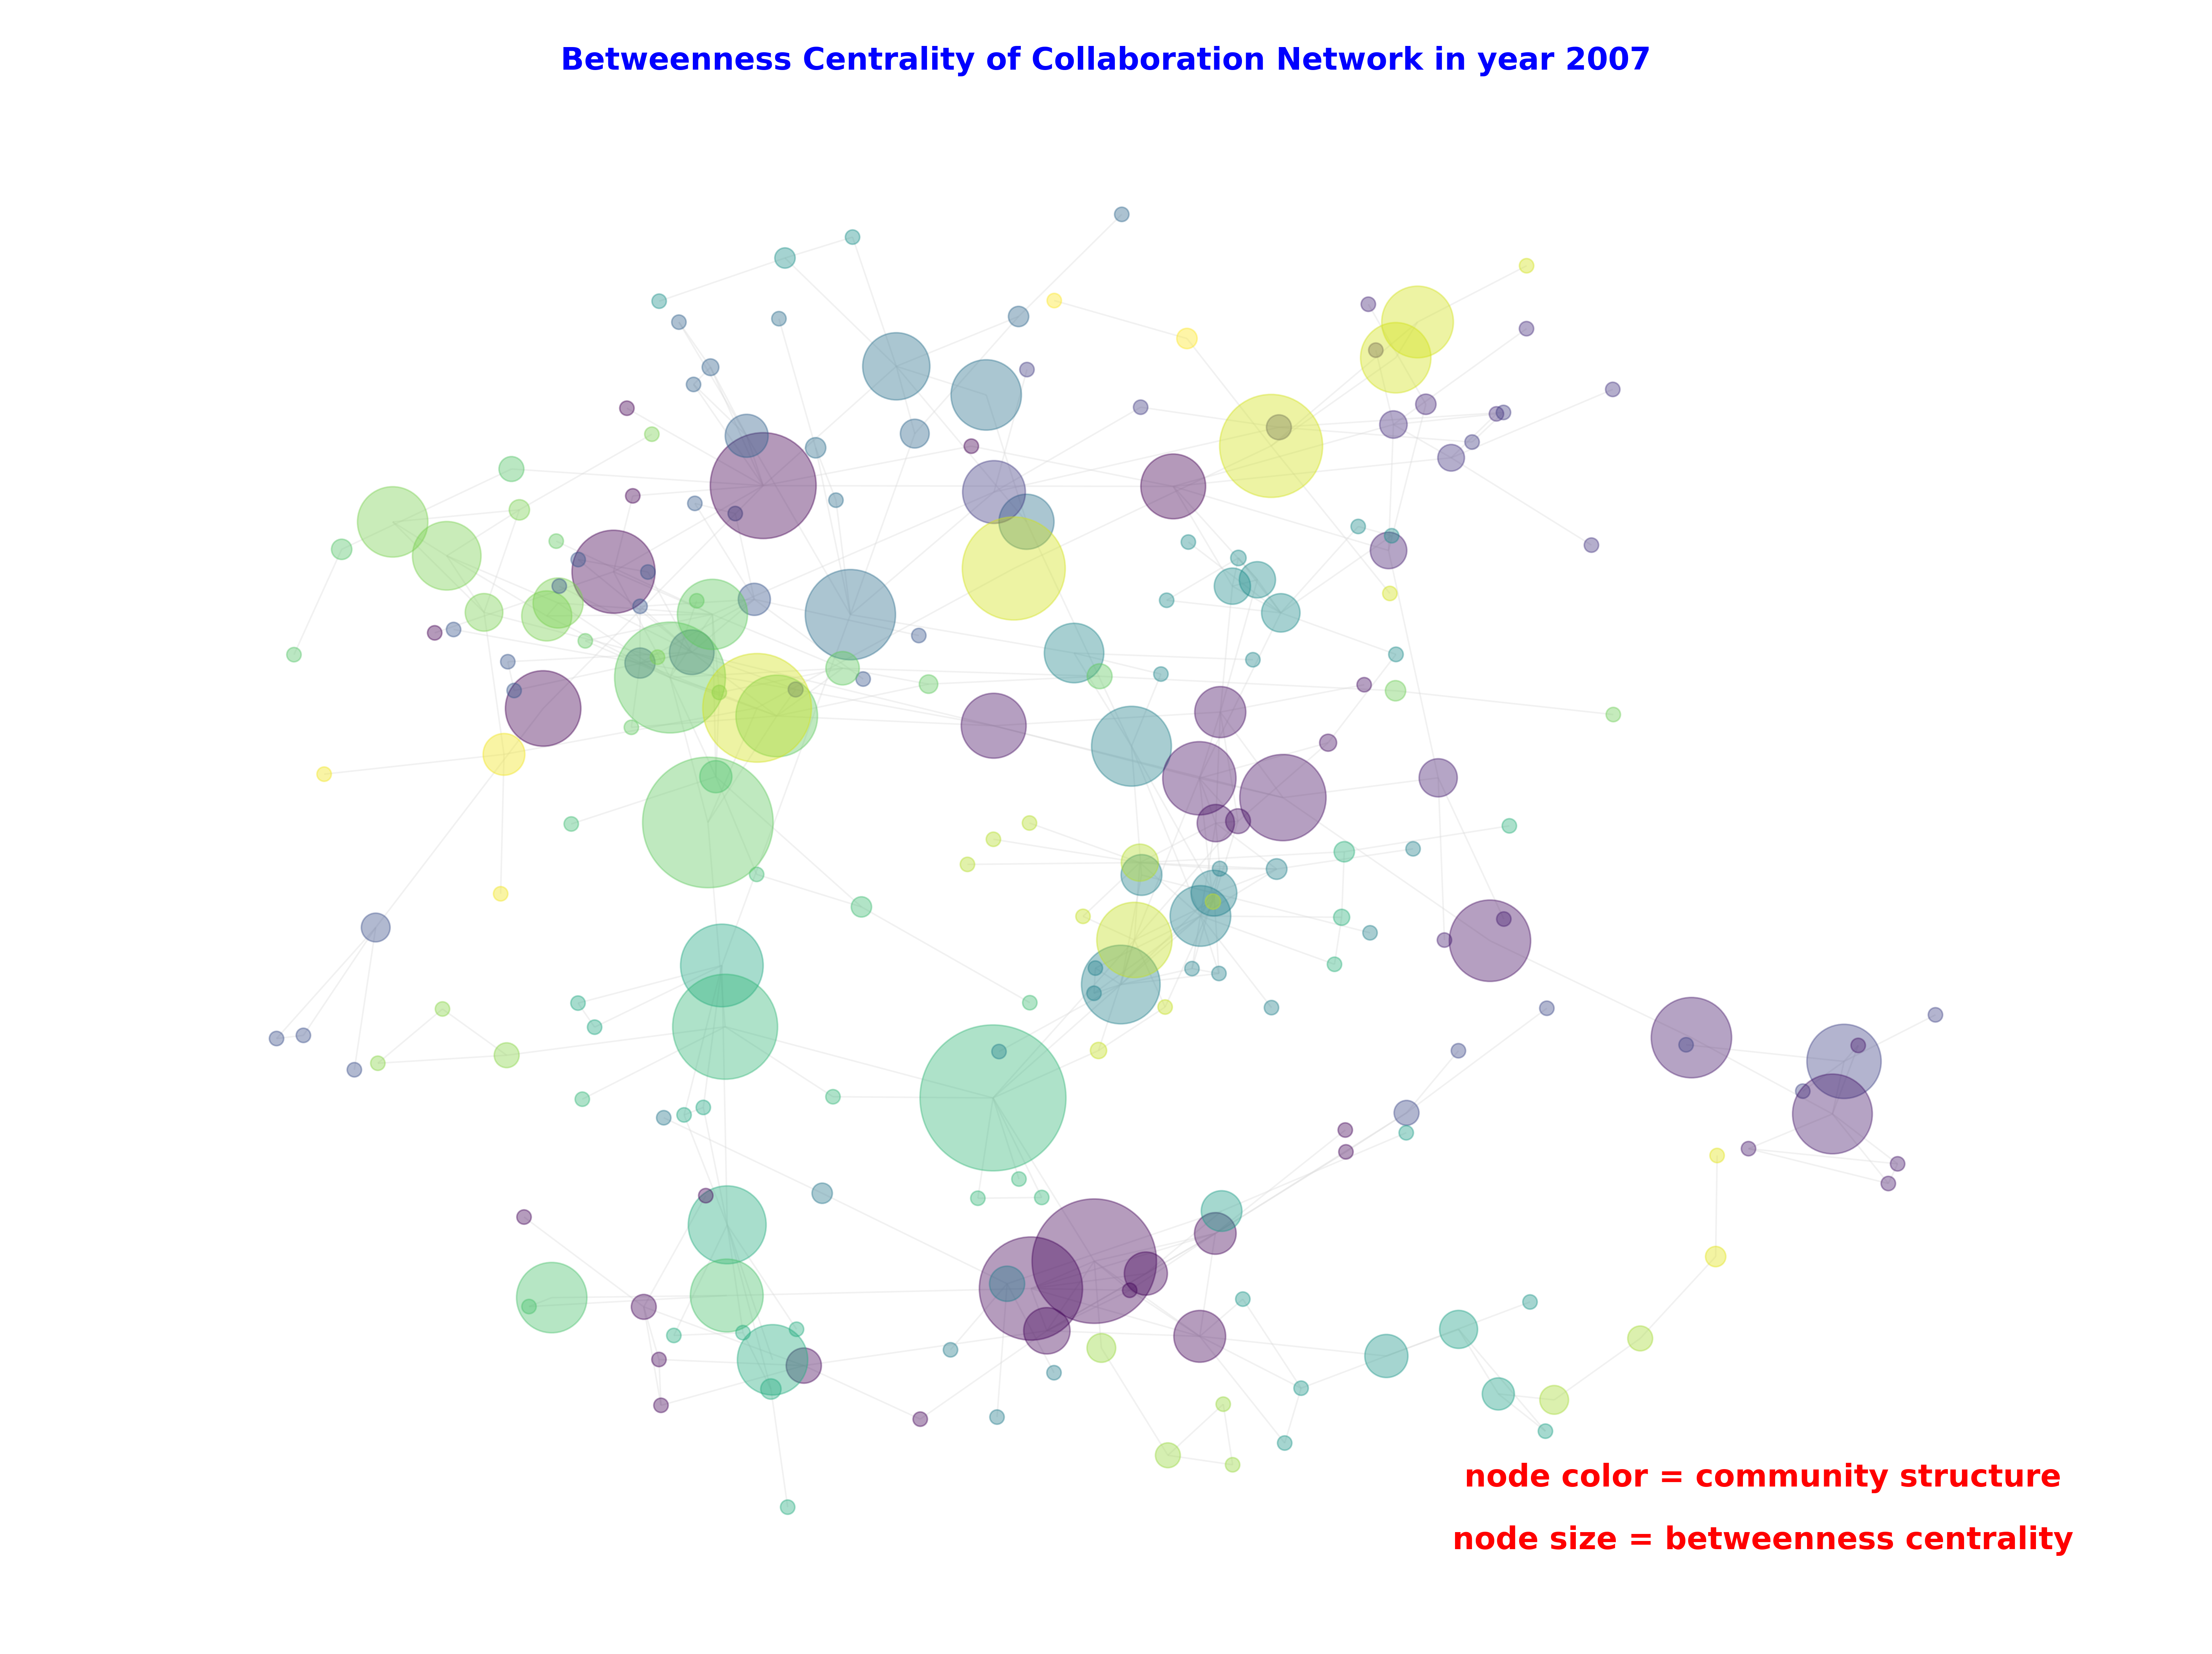 Betweenness Centrality of Collaboration Network in year 2007
node color = community structure
node size = betweenness centrality